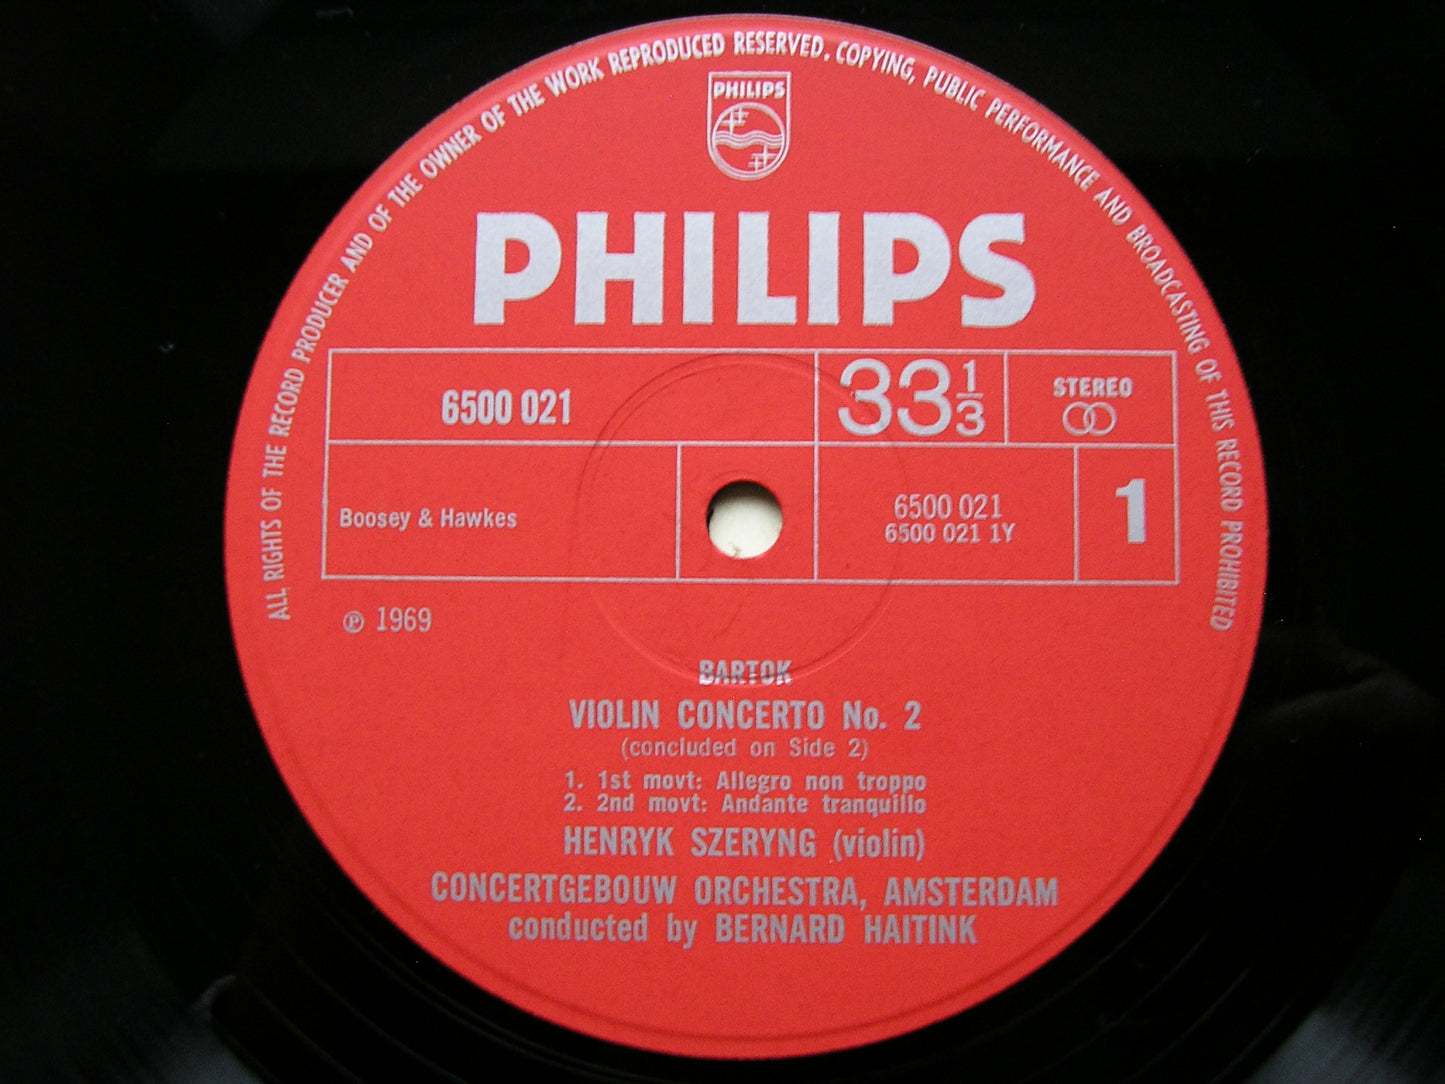 ALL RIGHTS OF THE RECORD PRODUCER AND OF THE OWNER OF THE WORK REPRODUCED RESERVED. COPYING, PUBLIC PERFORMANCE AND BROADCASTING OF THIS RECORD PROHIBITED
PHILIPS
PHILIPS
6500 021
33 1/3
STEREO
Boosey & Hawkes
6500 021
6500 021 1Y
1
℗ 1969
BARTOK
VIOLIN CONCERTO No. 2
(concluded on Side 2)
1. 1st movt: Allegro non troppo
2. 2nd movt: Andante tranquillo
HENRYK SZERYNG (violin)
CONCERTGEBOUW ORCHESTRA, AMSTERDAM
conducted by BERNARD HAITINK